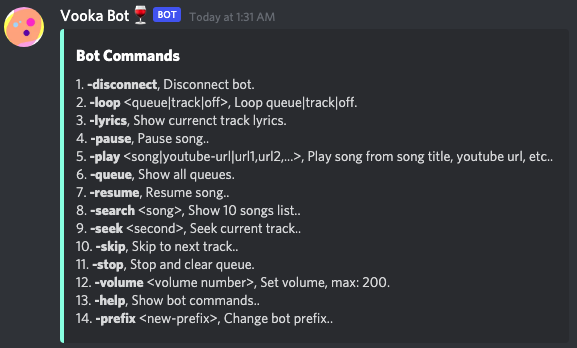 Vooka Bot🍷 BOT Today at 1:31 AM
Bot Commands
1. -disconnect, Disconnect bot.
2. -loop <queue|track|off>, Loop queue|track|off.
3. -lyrics, Show currenct track lyrics.
4. -pause, Pause song..
5. -play <song|youtube-url|url1,url2,...>, Play song from song title, youtube url, etc..
6. -queue, Show all queues.
7. -resume, Resume song..
8. -search <song>, Show 10 songs list..
9. -seek <second>, Seek current track..
10. -skip, Skip to next track..
11. -stop, Stop and clear queue.
12. -volume <volume number>, Set volume, max: 200.
13. -help, Show bot commands..
14. -prefix <new-prefix>, Change bot prefix..